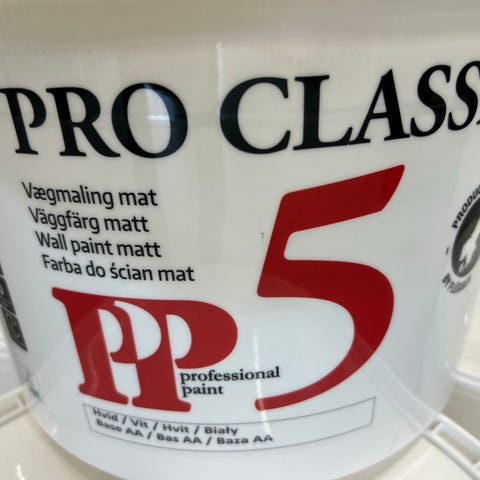 PRO CLASS
Vægmaling mat
Väggfärg matt
Wall paint matt
Farba do ścian mat
PP professional
paint
5
Hvid / Vit / Hvit / Biały
Base AA / Bas AA / Baza AA